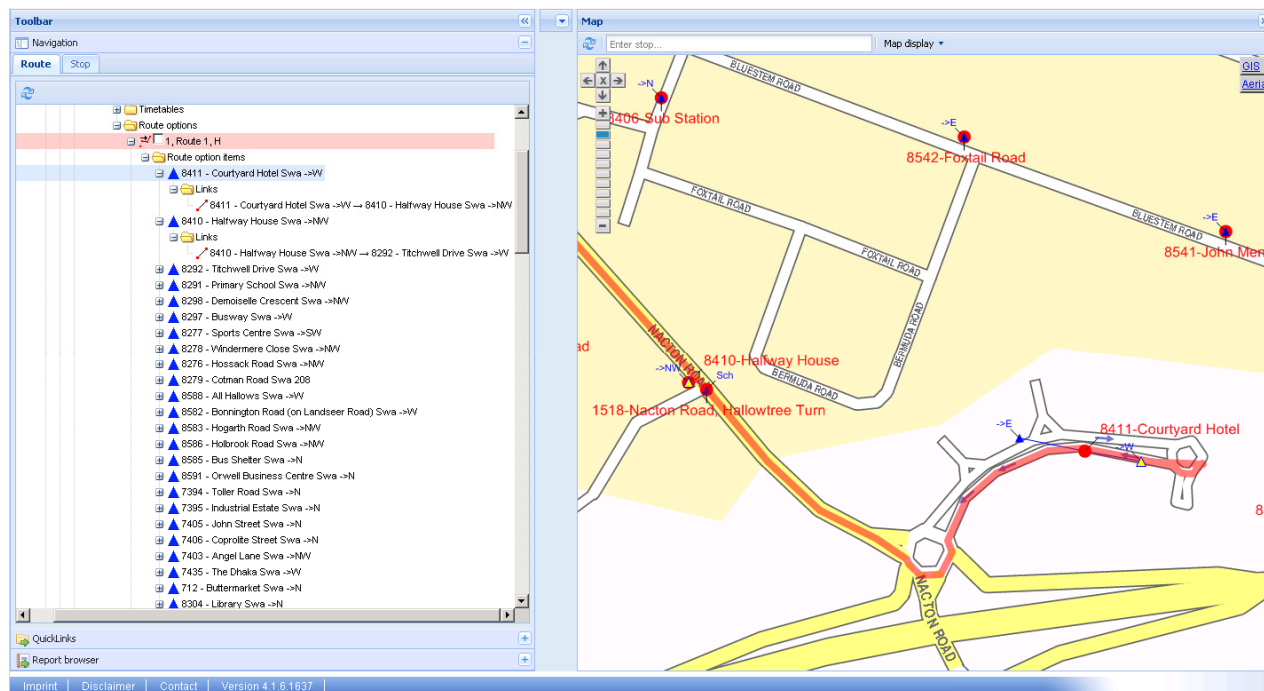 Toolbar
Navigation
Route Stop
Timetables
Route options
1, Route 1, H
Route option items
8411 - Courtyard Hotel Swa ->W
Links
8411 - Courtyard Hotel Swa ->W → 8410 - Halfway House Swa ->NW
8410 - Halfway House Swa ->NW
Links
8410 - Halfway House Swa ->NW → 8292 - Titchwell Drive Swa ->W
8292 - Titchwell Drive Swa ->W
8291 - Primary School Swa ->NW
8298 - Demoiselle Crescent Swa ->NW
8297 - Busway Swa ->W
8277 - Sports Centre Swa ->SW
8278 - Windermere Close Swa ->NW
8276 - Hossack Road Swa ->NW
8279 - Cotman Road Swa 208
8588 - All Hallows Swa ->W
8582 - Bonnington Road (on Landseer Road) Swa ->W
8583 - Hogarth Road Swa ->NW
8586 - Holbrook Road Swa ->NW
8585 - Bus Shelter Swa ->N
8591 - Orwell Business Centre Swa ->N
7394 - Toller Road Swa ->N
7395 - Industrial Estate Swa ->N
7405 - John Street Swa ->N
7406 - Coprolite Street Swa ->N
7403 - Angel Lane Swa ->NW
7435 - The Dhaka Swa ->W
712 - Buttermarket Swa ->N
8304 - Library Swa ->N
QuickLinks
Report browser
Imprint | Disclaimer | Contact | Version 4.1.6.1637 |
Map
Enter stop... Map display
GIS
Aeria
X
->N
8406-Sub Station
BLUESTEM ROAD
->E
8542-Foxtail Road
FOXTAIL ROAD
->E
BLUESTEM ROAD
8541-John Men
FOXTAIL ROAD
BERMUDA ROAD
NACTON ROAD
ad
8410-Halfway House
->NW
Sch
BERMUDA ROAD
1518-Nacton Road, Hallowtree Turn
->E
8411-Courtyard Hotel
->W
8
NACTON ROAD